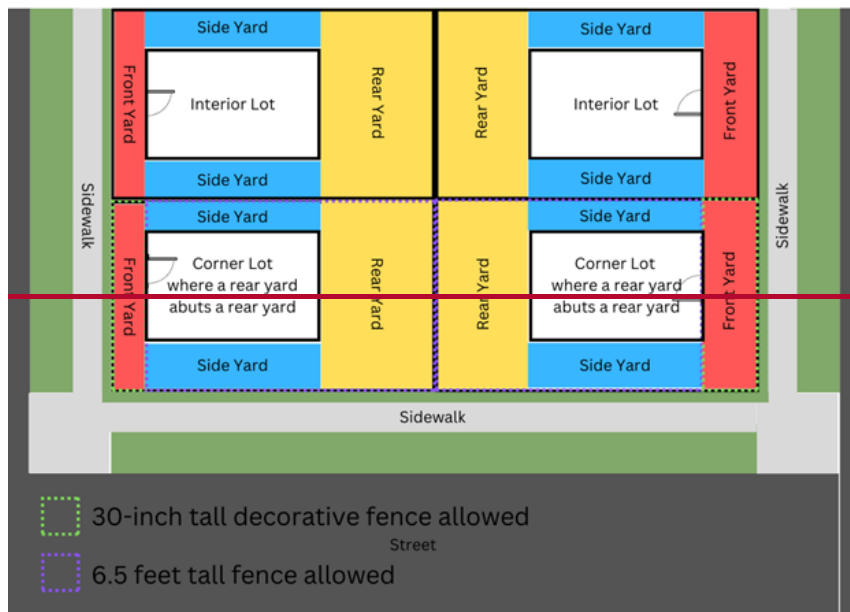 Side Yard
Side Yard
Front Yard
Interior Lot
Rear Yard
Rear Yard
Interior Lot
Front Yard
Side Yard
Side Yard
Sidewalk
Sidewalk
Side Yard
Side Yard
Front Yard
Corner Lot
where a rear yard
abuts a rear yard
Rear Yard
Rear Yard
Corner Lot
where a rear yard
abuts a rear yard
Front Yard
Side Yard
Side Yard
Sidewalk
30-inch tall decorative fence allowed
Street
6.5 feet tall fence allowed